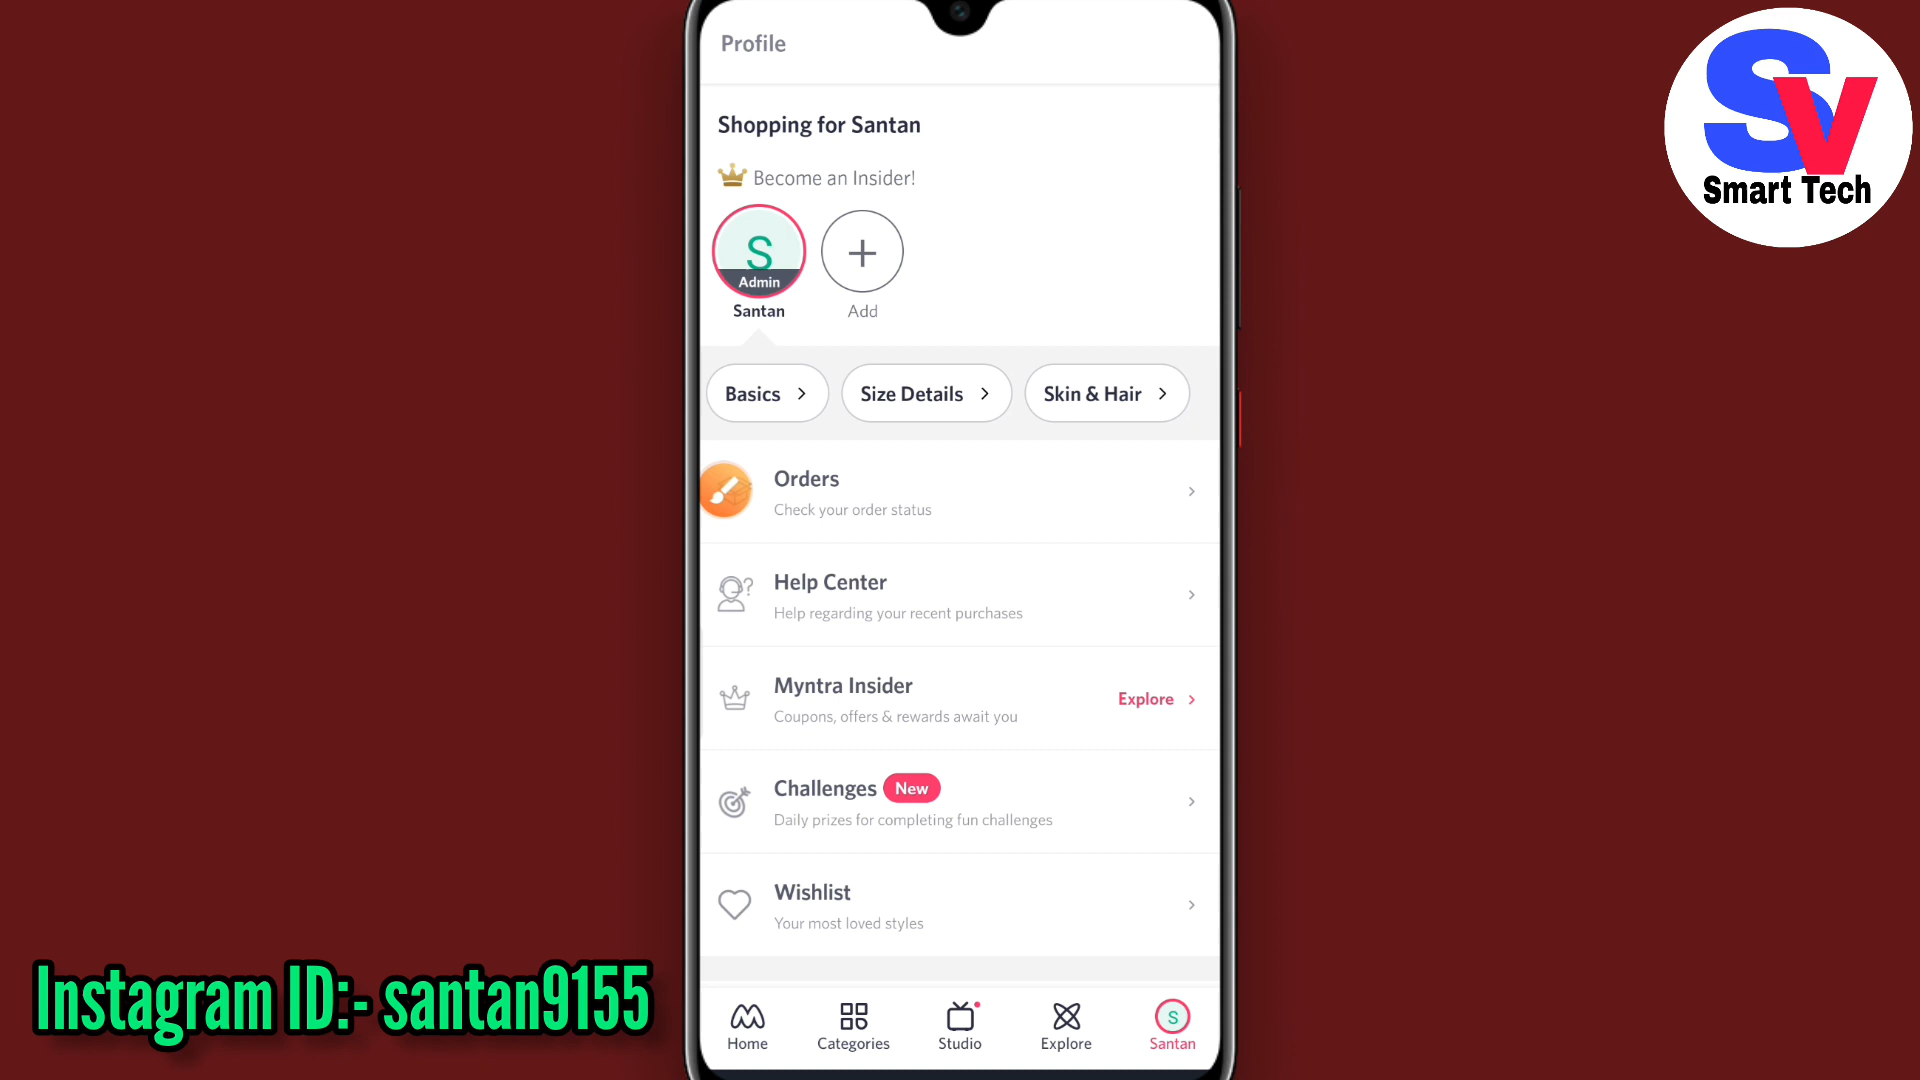 Profile
SV
Smart Tech
Shopping for Santan
Become an Insider!
S
Admin
Santan
Add
Basics
Size Details
Skin & Hair
Orders
Check your order status
Help Center
Help regarding your recent purchases
Myntra Insider
Explore
Coupons, offers & rewards await you
Challenges New
Daily prizes for completing fun challenges
Wishlist
Your most loved styles
Instagram ID:- santan9155
S
Home Categories Studio Explore Santan